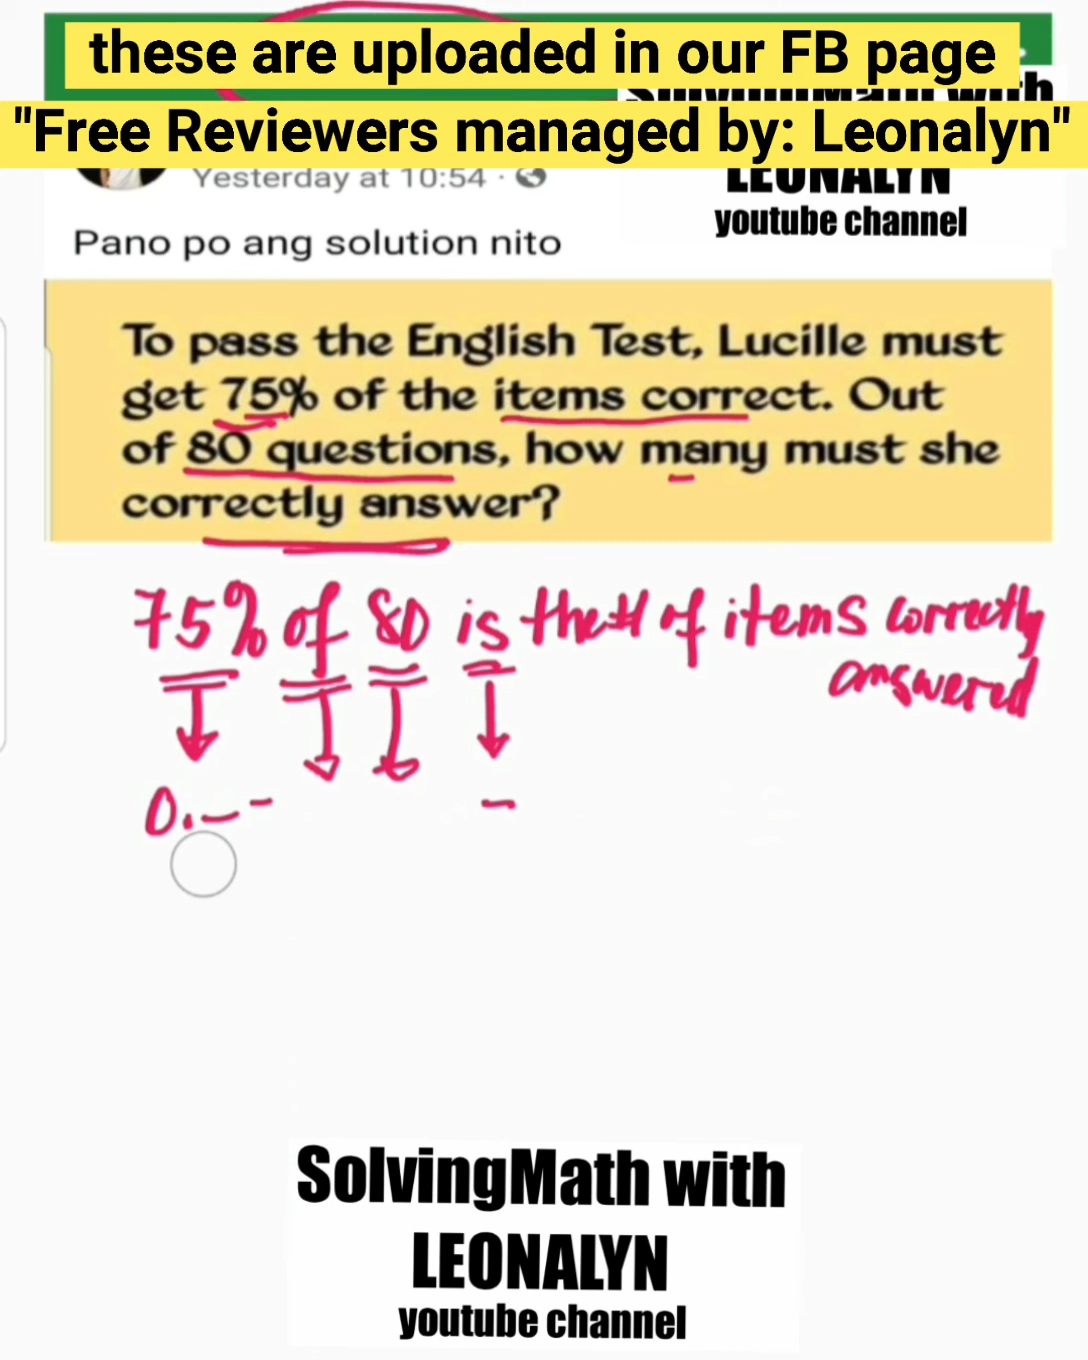 these are uploaded in our FB page
"Free Reviewers managed by: Leonalyn"
Yesterday at 10:54 ·
LEONALYN
youtube channel
Pano po ang solution nito
To pass the English Test, Lucille must
get 75% of the items correct. Out
of 80 questions, how many must she
correctly answer?
75% of 80 is the # of items correctly
answered
0.--  -
SolvingMath with
LEONALYN
youtube channel